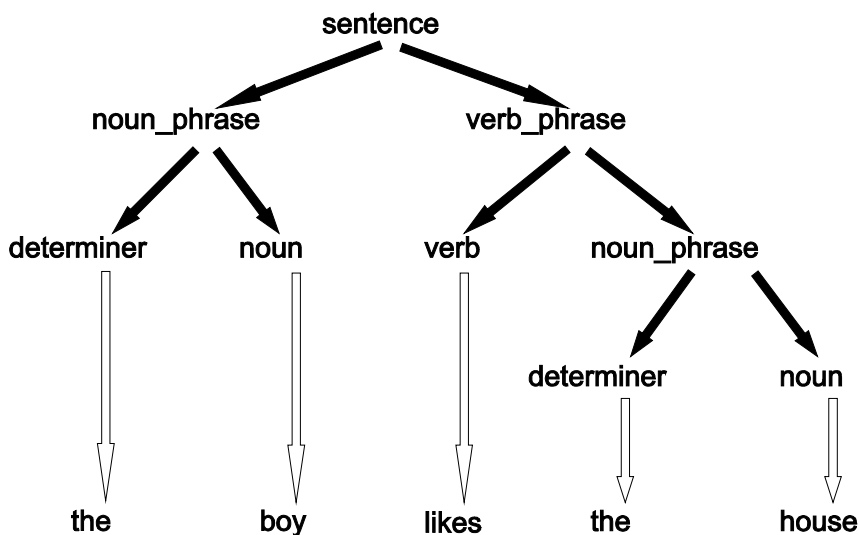 sentence
noun_phrase verb_phrase
determiner noun verb noun_phrase
determiner noun
the boy likes the house